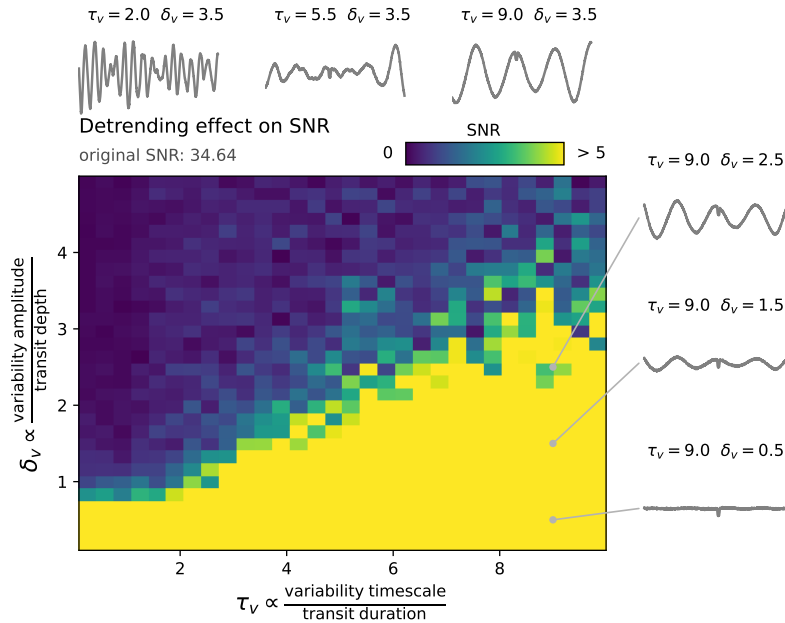 τᵥ = 2.0 δᵥ = 3.5
τᵥ = 5.5 δᵥ = 3.5
τᵥ = 9.0 δᵥ = 3.5
Detrending effect on SNR
original SNR: 34.64
SNR
0
> 5
τᵥ = 9.0 δᵥ = 2.5
τᵥ = 9.0 δᵥ = 1.5
τᵥ = 9.0 δᵥ = 0.5
4
3
2
1
δᵥ ∝ variability amplitude
transit depth
2 4 6 8
τᵥ ∝ variability timescale
transit duration